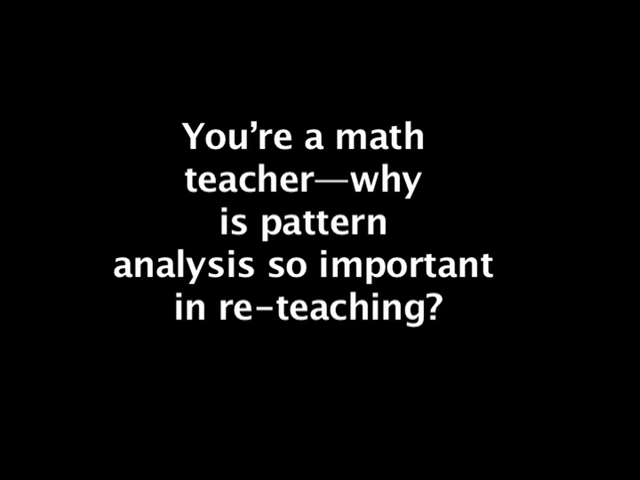 You’re a math
teacher—why
is pattern
analysis so important
in re-teaching?